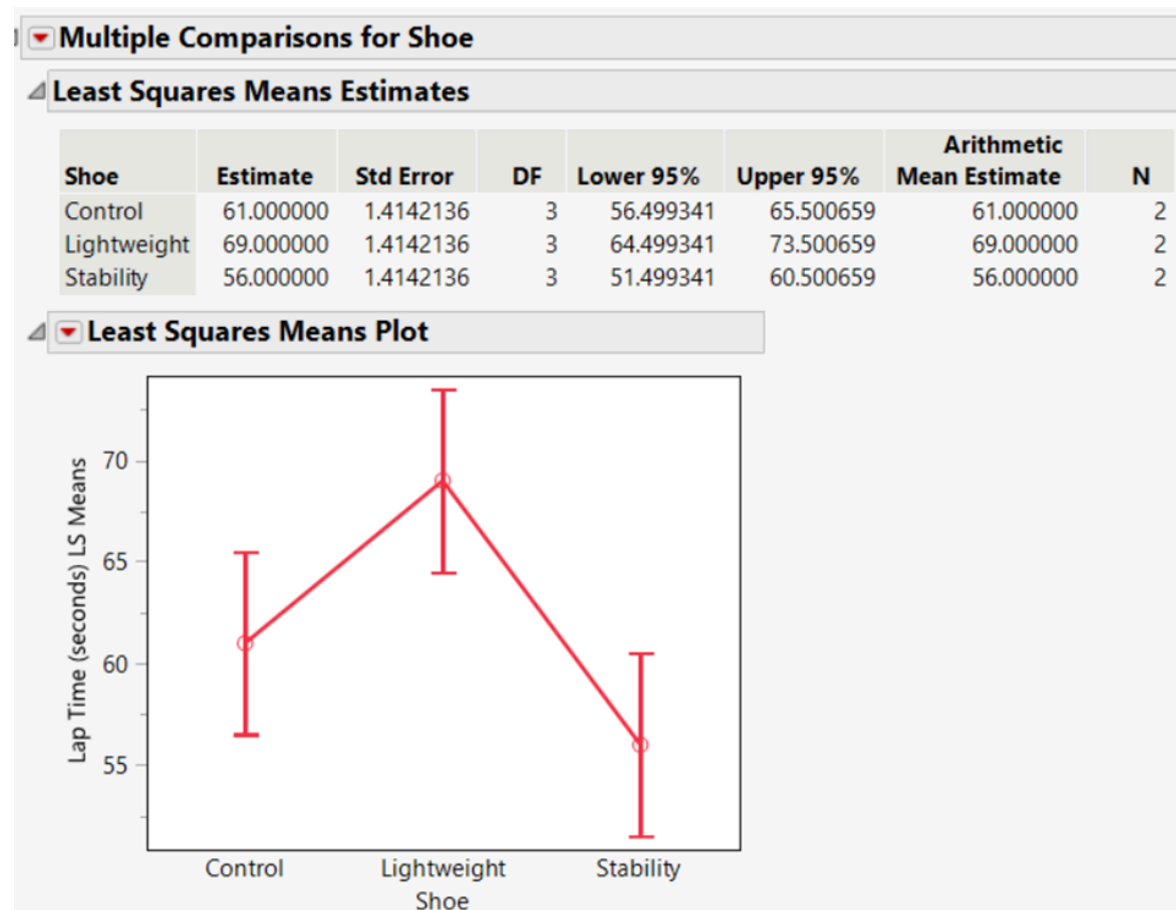 Multiple Comparisons for Shoe
Least Squares Means Estimates
Arithmetic
Shoe Estimate Std Error DF Lower 95% Upper 95% Mean Estimate N
Control 61.000000 1.4142136 3 56.499341 65.500659 61.000000 2
Lightweight 69.000000 1.4142136 3 64.499341 73.500659 69.000000 2
Stability 56.000000 1.4142136 3 51.499341 60.500659 56.000000 2
Least Squares Means Plot
Lap Time (seconds) LS Means
70
65
60
55
Control Lightweight Stability
Shoe